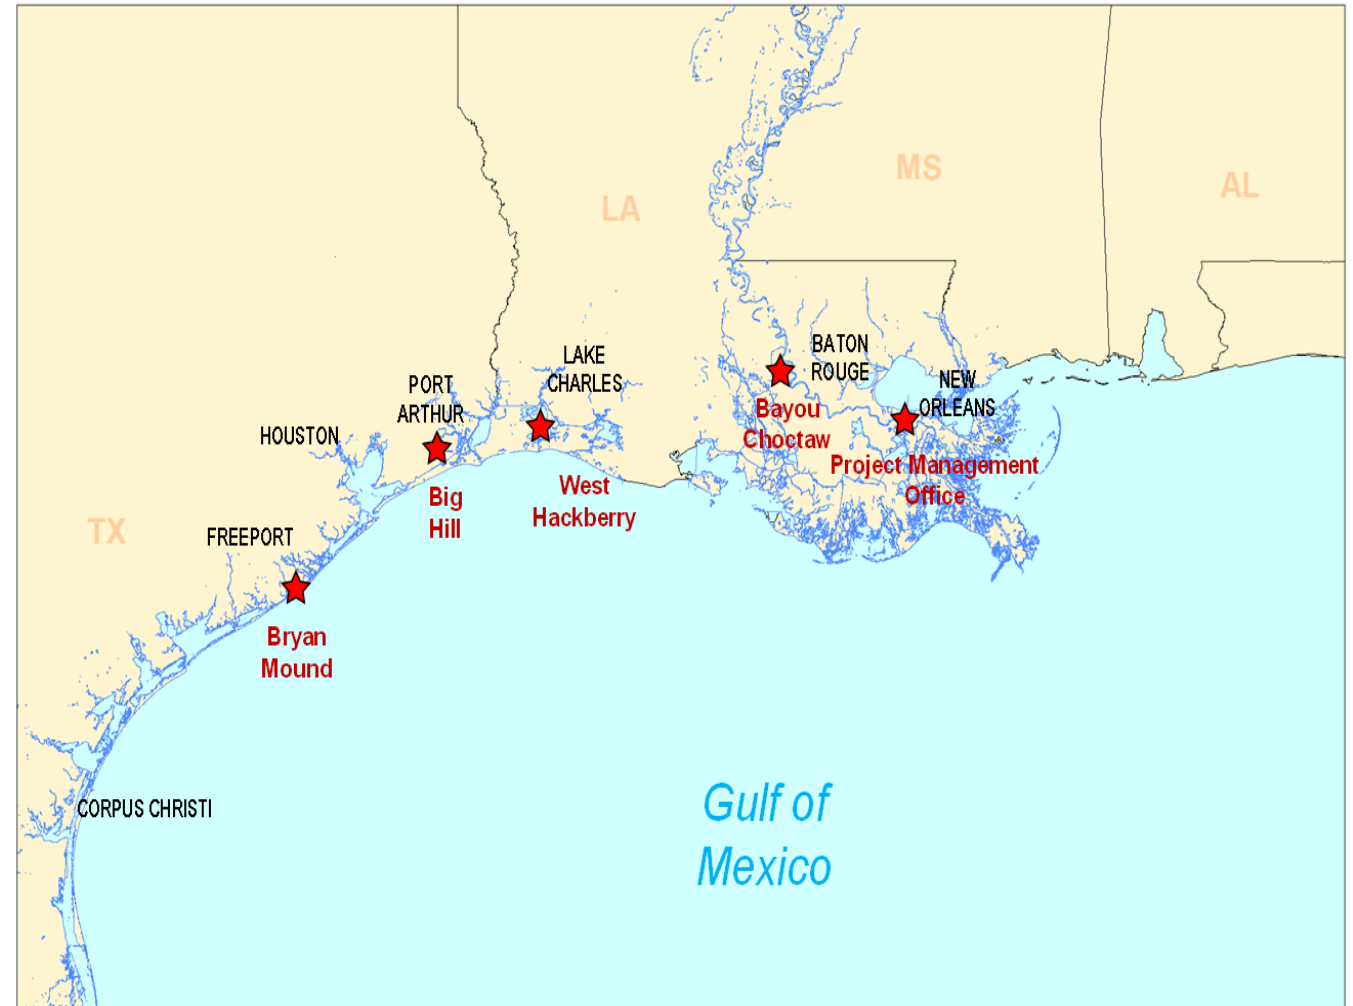 MS
AL
LA
BATON
ROUGE
LAKE
CHARLES
NEW
ORLEANS
PORT
ARTHUR
Bayou
Choctaw
HOUSTON
Project Management
Office
West
Hackberry
Big
Hill
TX
FREEPORT
Bryan
Mound
CORPUS CHRISTI
Gulf of
Mexico